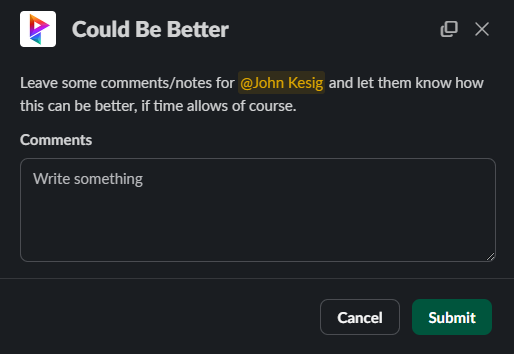 Could Be Better
Leave some comments/notes for @John Kesig and let them know how
this can be better, if time allows of course.
Comments
Write something
Cancel
Submit